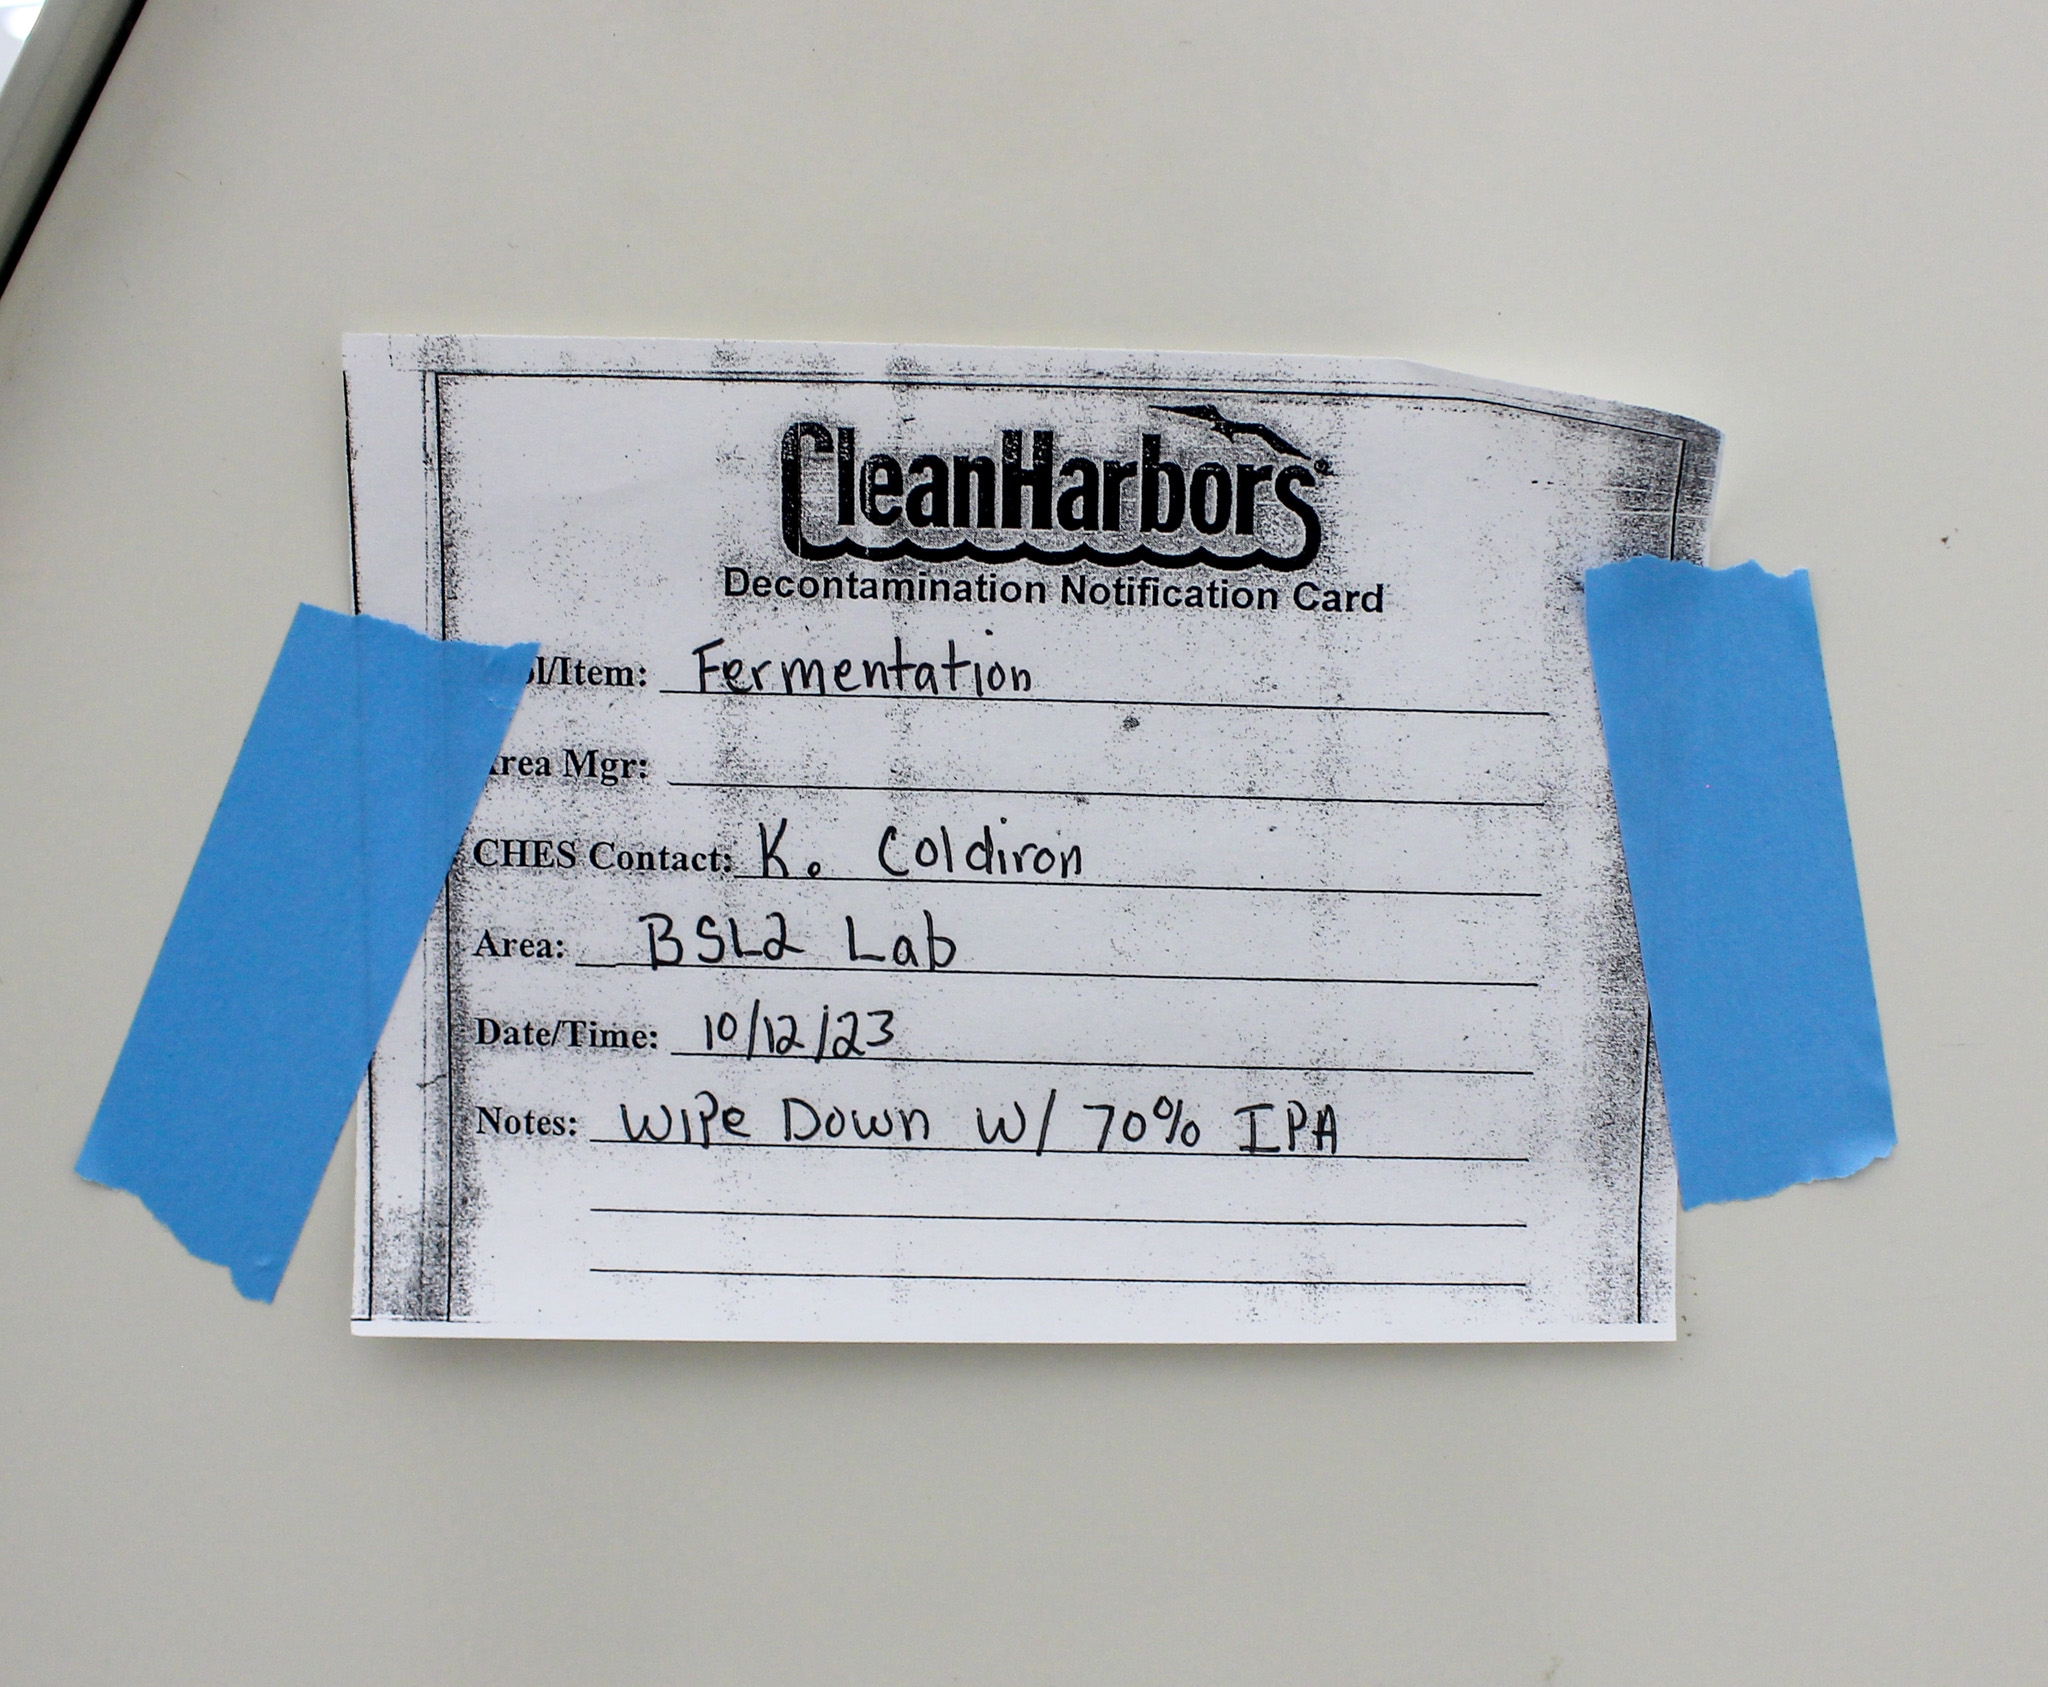 CleanHarbors®
Decontamination Notification Card
l/Item: Fermentation
rea Mgr:
CHES Contact: K. Coldiron
Area: BSL2 Lab
Date/Time: 10/12/23
Notes: Wipe Down w/ 70% IPA